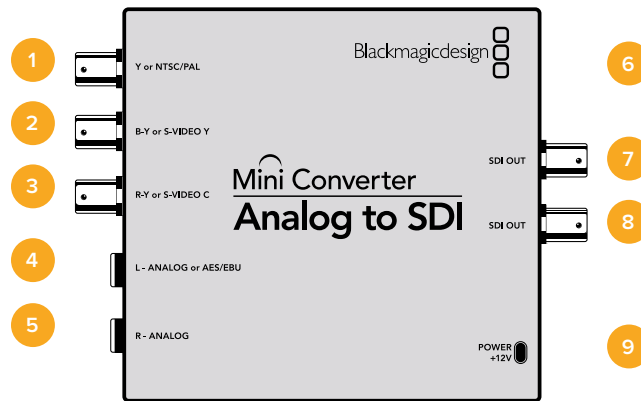 1
Y or NTSC/PAL
Blackmagicdesign
6
2
B-Y or S-VIDEO Y
SDI OUT
7
3
R-Y or S-VIDEO C
Mini Converter
Analog to SDI
SDI OUT
8
4
L - ANALOG or AES/EBU
5
R - ANALOG
POWER
+12V
9